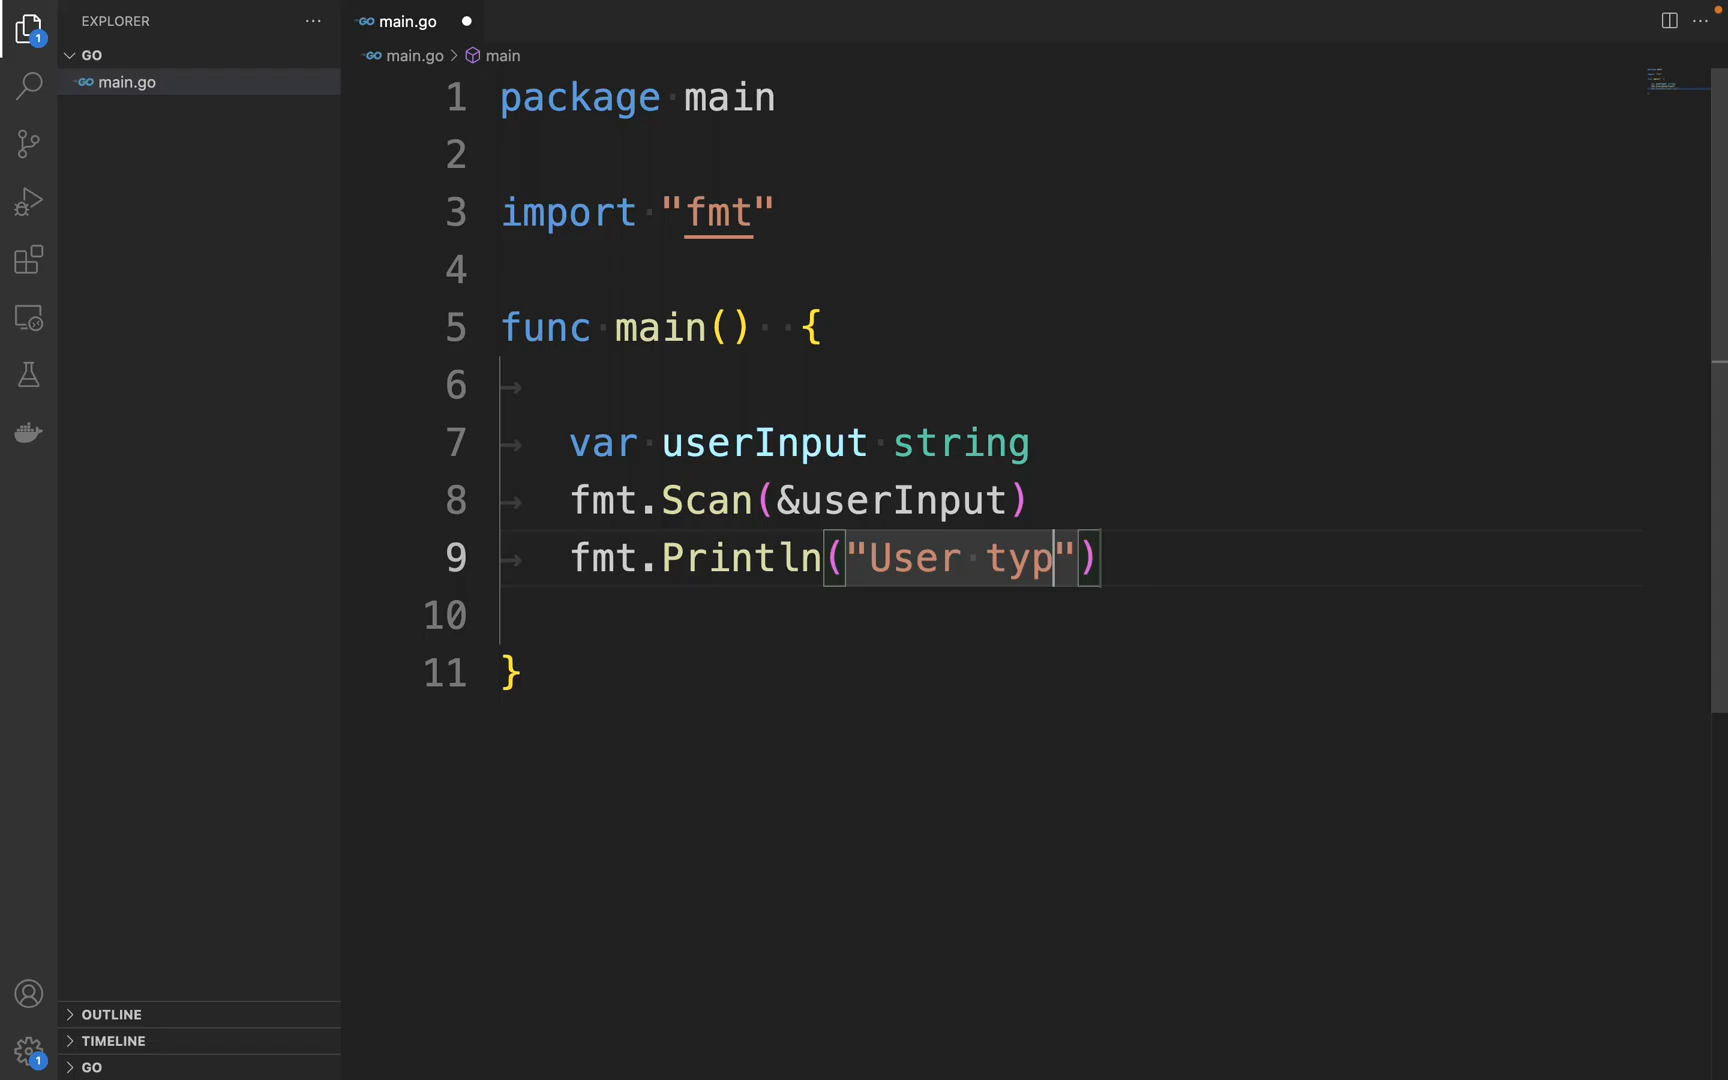 EXPLORER
GO
main.go
main.go
main.go > main
1 package main
2
3 import "fmt"
4
5 func main() {
6
7 var userInput string
8 fmt.Scan(&userInput)
9 fmt.Println("User typ")
10
11 }
OUTLINE
TIMELINE
GO
1
1